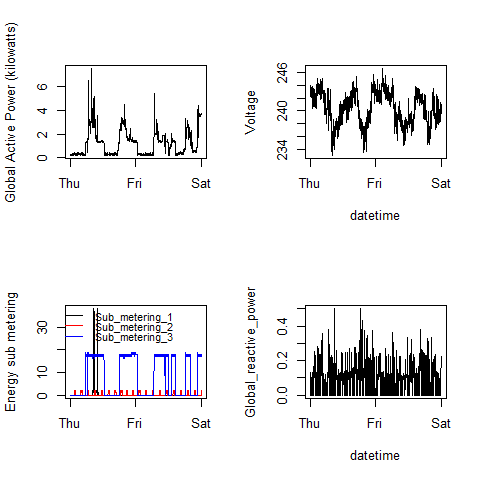 Global Active Power (kilowatts)
6
4
2
0
Thu
Fri
Sat
Voltage
246
240
234
Thu
Fri
Sat
datetime
Energy sub metering
30
10
0
Sub_metering_1
Sub_metering_2
Sub_metering_3
Thu
Fri
Sat
Global_reactive_power
0.4
0.2
0.0
Thu
Fri
Sat
datetime